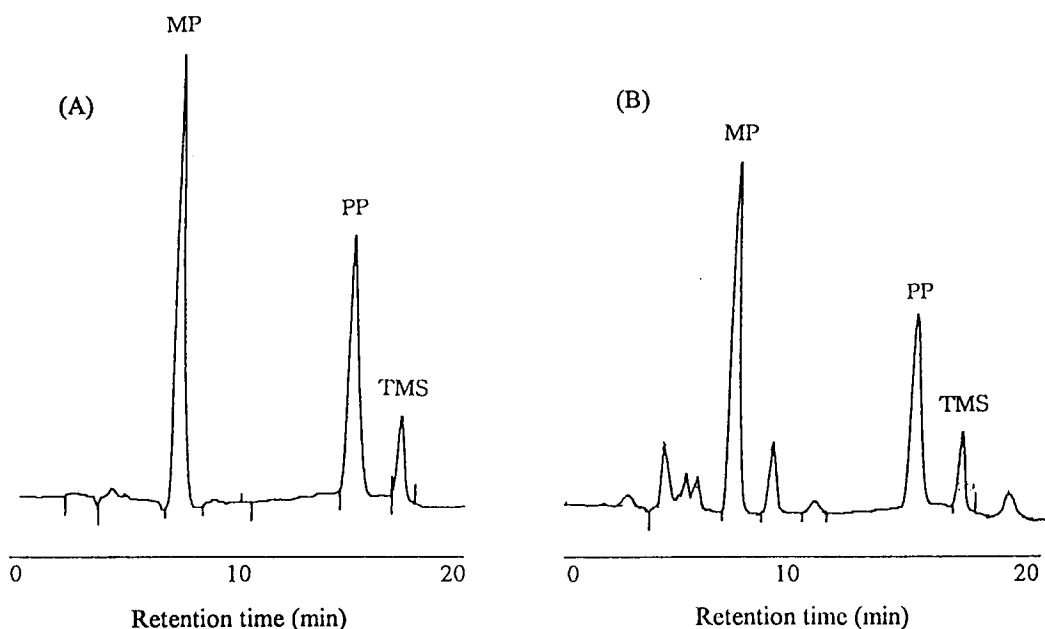 (A)
MP
PP
TMS
0 10 20
Retention time (min)
(B)
MP
PP
TMS
0 10 20
Retention time (min)